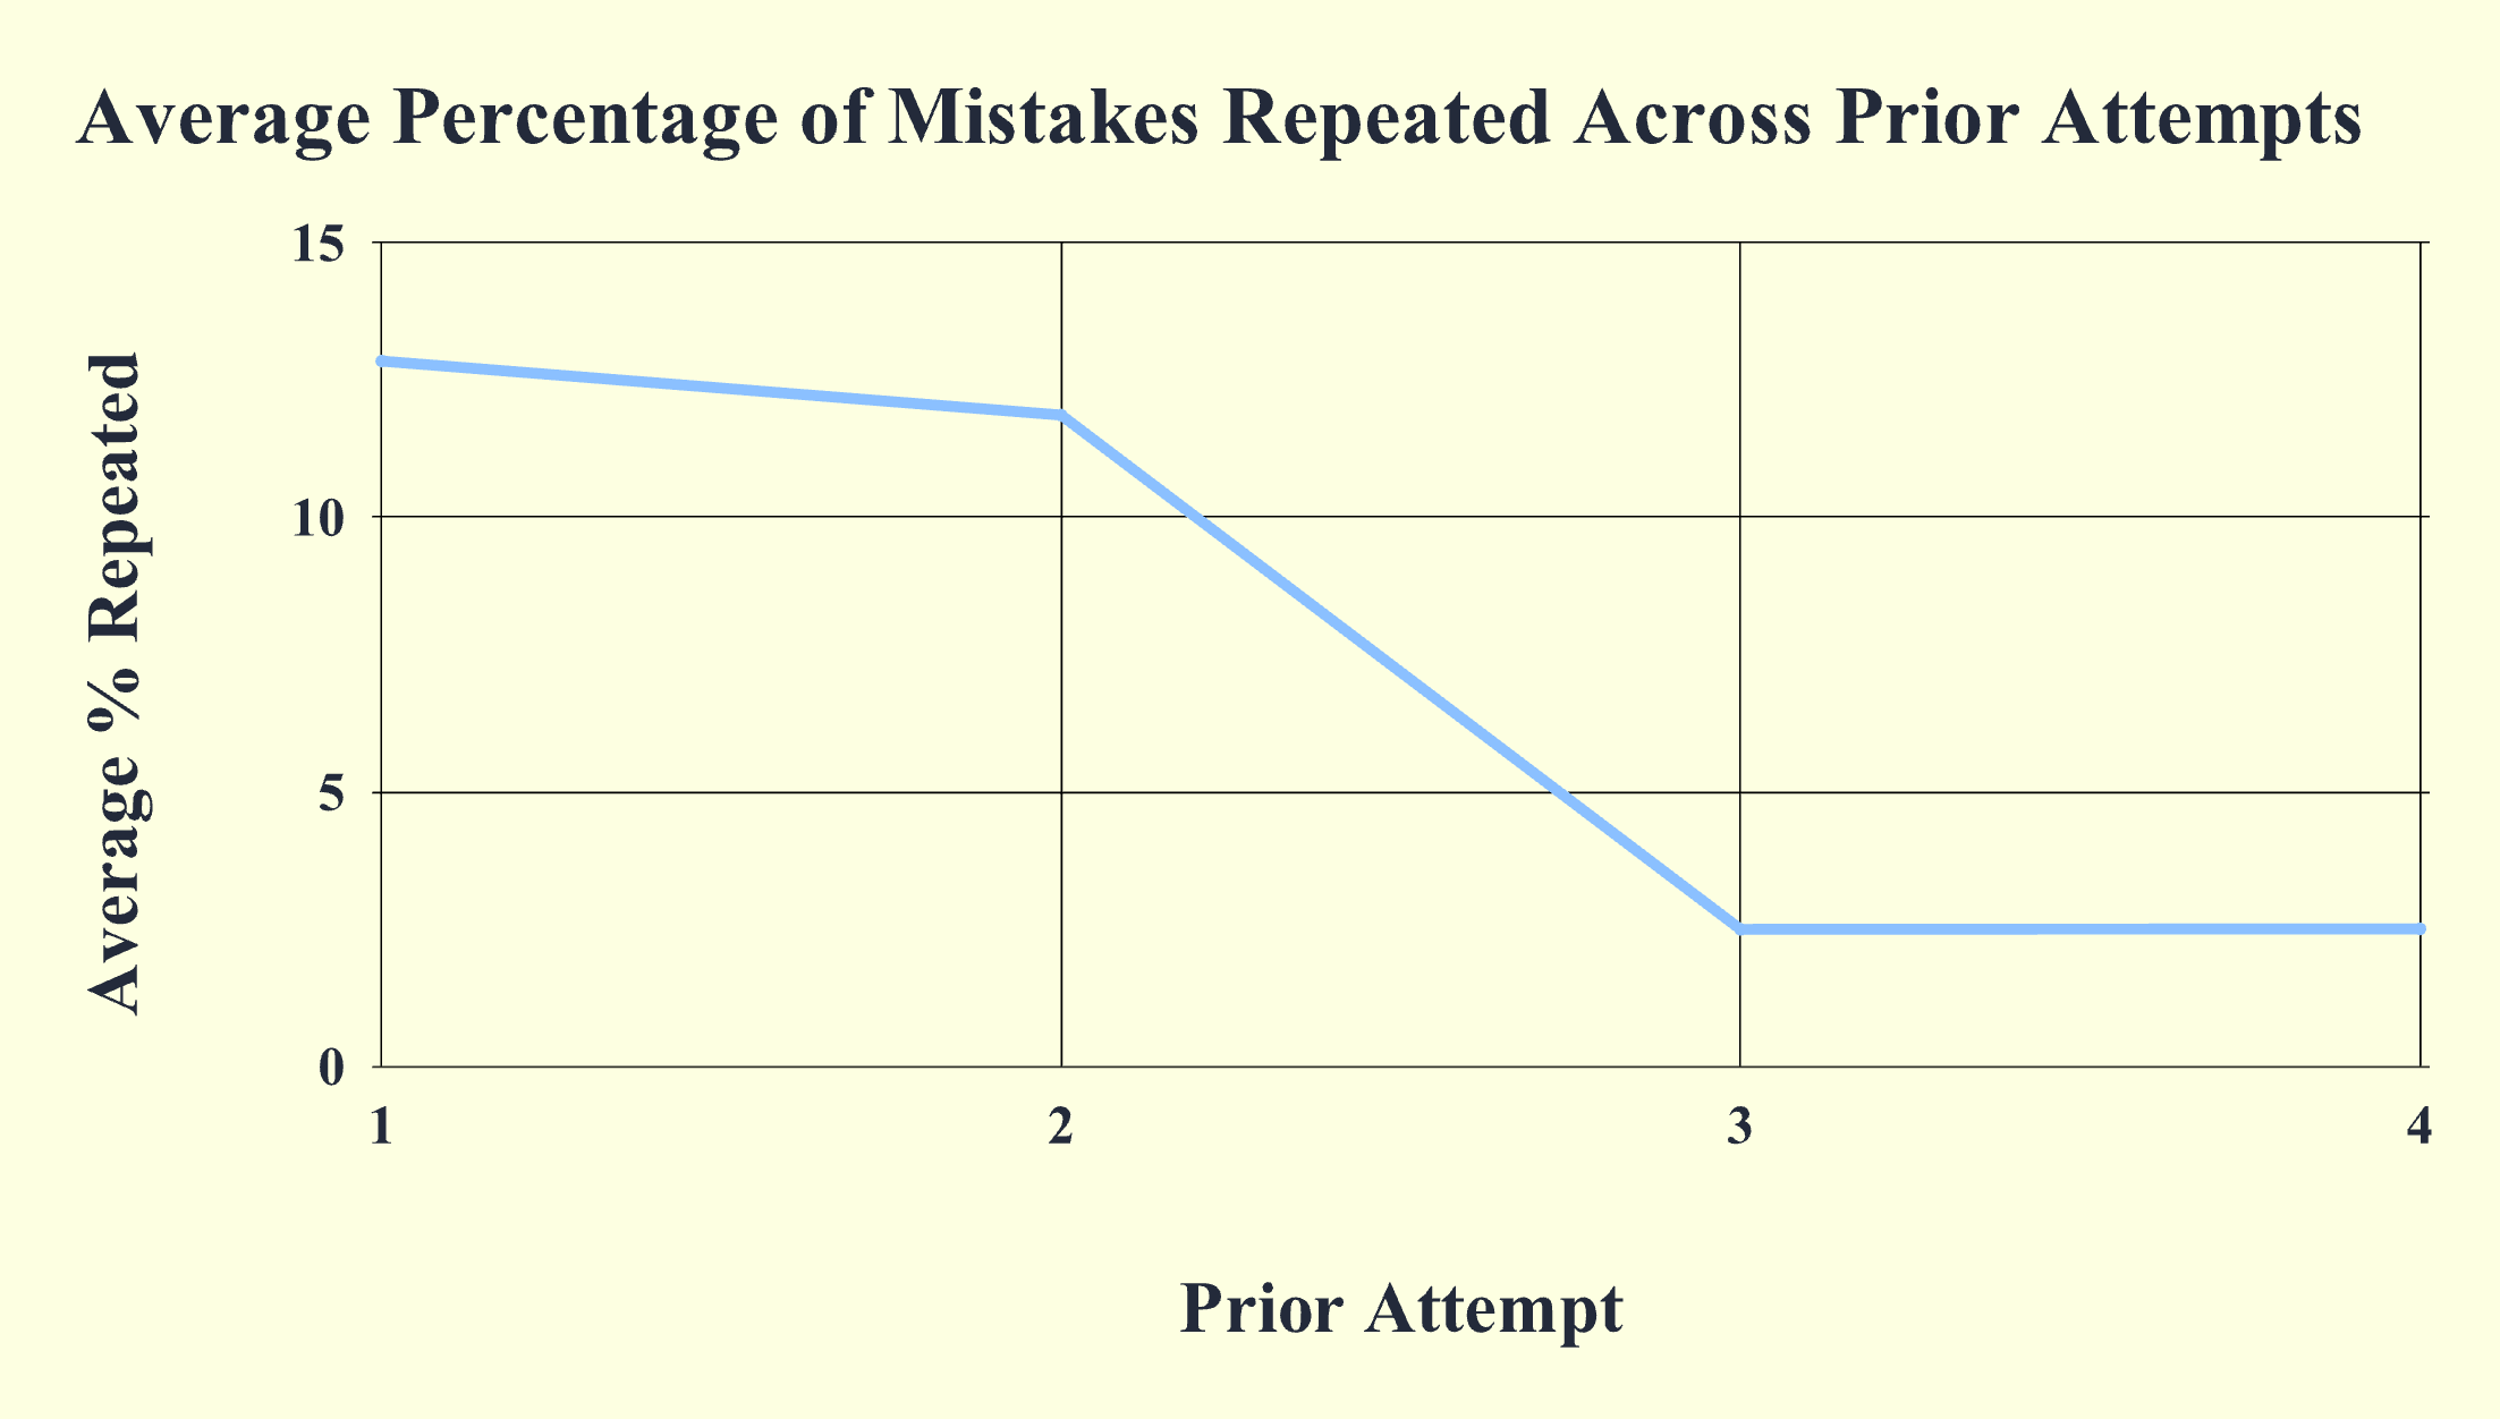 Average Percentage of Mistakes Repeated Across Prior Attempts
Average % Repeated
15
10
5
0
1 2 3 4
Prior Attempt